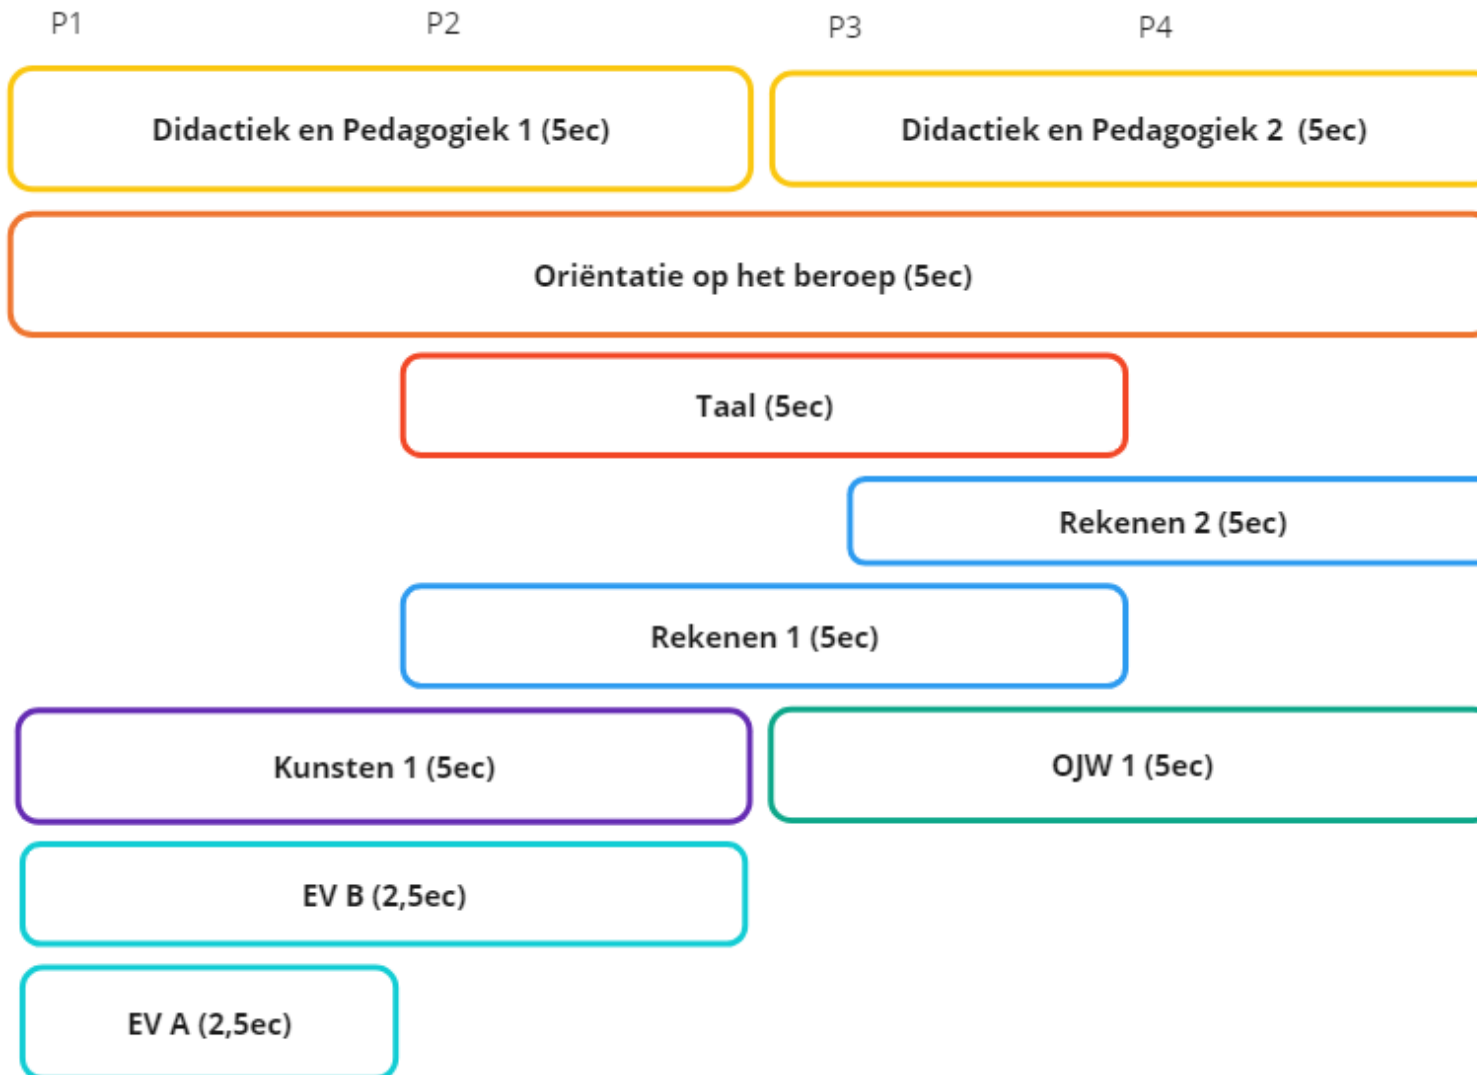 P1 P2 P3 P4
Didactiek en Pedagogiek 1 (5ec) Didactiek en Pedagogiek 2 (5ec)
Oriëntatie op het beroep (5ec)
Taal (5ec)
Rekenen 2 (5ec)
Rekenen 1 (5ec)
Kunsten 1 (5ec) OJW 1 (5ec)
EV B (2,5ec)
EV A (2,5ec)